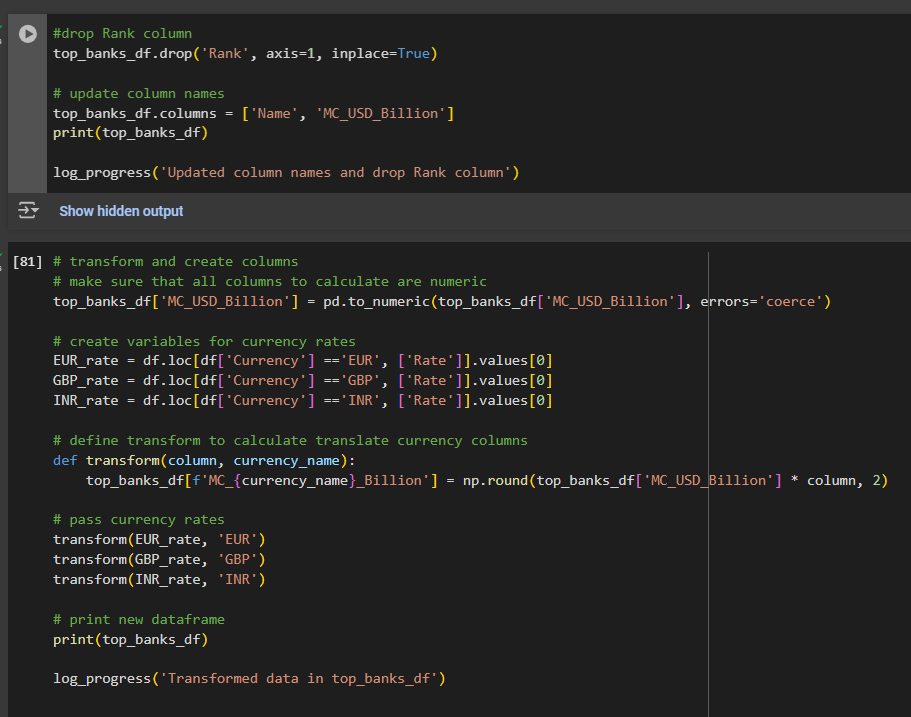 #drop Rank column
top_banks_df.drop('Rank', axis=1, inplace=True)
# update column names
top_banks_df.columns = ['Name', 'MC_USD_Billion']
print(top_banks_df)
log_progress('Updated column names and drop Rank column')
Show hidden output
[81] # transform and create columns
# make sure that all columns to calculate are numeric
top_banks_df['MC_USD_Billion'] = pd.to_numeric(top_banks_df['MC_USD_Billion'], errors='coerce')
# create variables for currency rates
EUR_rate = df.loc[df['Currency'] =='EUR', ['Rate']].values[0]
GBP_rate = df.loc[df['Currency'] =='GBP', ['Rate']].values[0]
INR_rate = df.loc[df['Currency'] =='INR', ['Rate']].values[0]
# define transform to calculate translate currency columns
def transform(column, currency_name):
    top_banks_df[f'MC_{currency_name}_Billion'] = np.round(top_banks_df['MC_USD_Billion'] * column, 2)
# pass currency rates
transform(EUR_rate, 'EUR')
transform(GBP_rate, 'GBP')
transform(INR_rate, 'INR')
# print new dataframe
print(top_banks_df)
log_progress('Transformed data in top_banks_df')